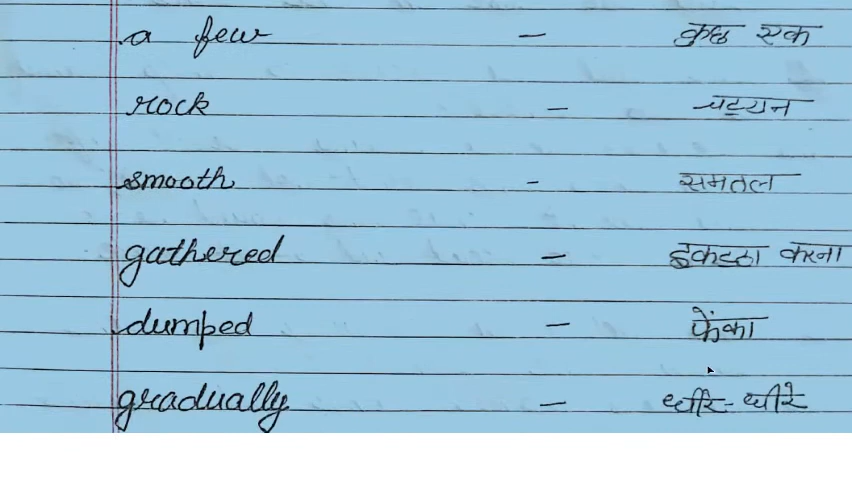 a few - कुछ एक
rock - चट्टान
smooth - समतल
gathered - इकट्ठा करना
dumped - फेंका
gradually - धीरे-धीरे